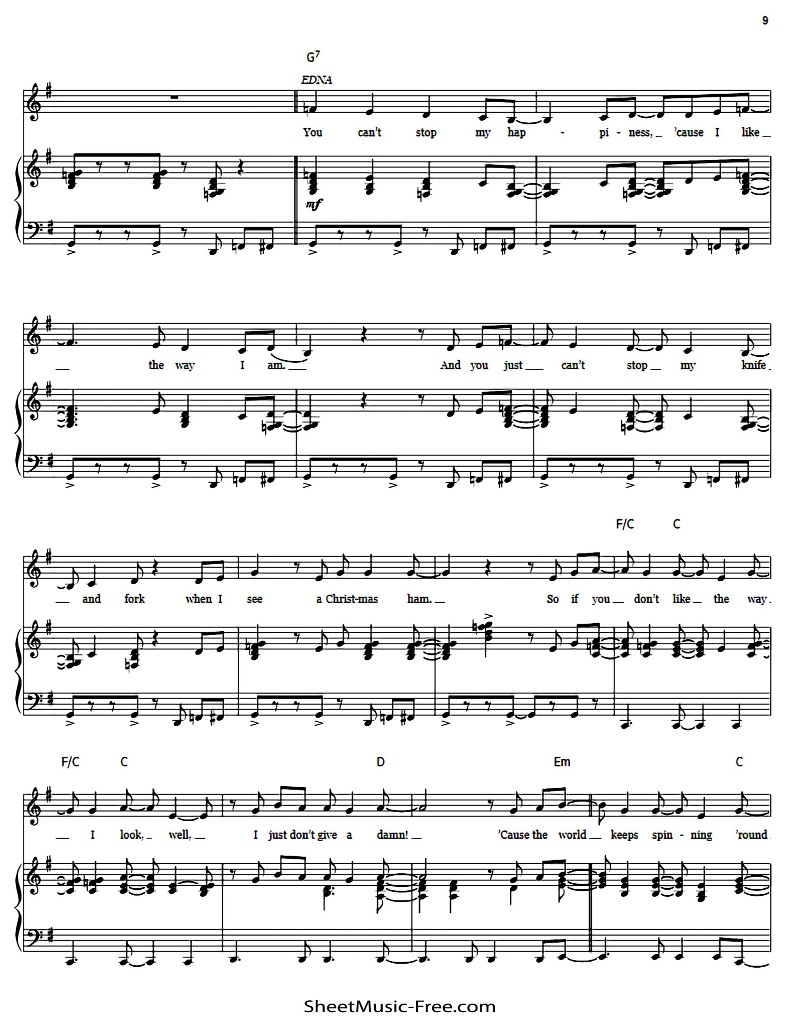 9
G7
EDNA
You can't stop my hap - pi - ness, 'cause I like
mf
the way I am. And you just can't stop my knife
F/C C
and fork when I see a Christ-mas ham. So if you don't like the way
F/C C D Em C
I look, well, I just don't give a damn! 'Cause the world keeps spin - ning 'round
SheetMusic-Free.com